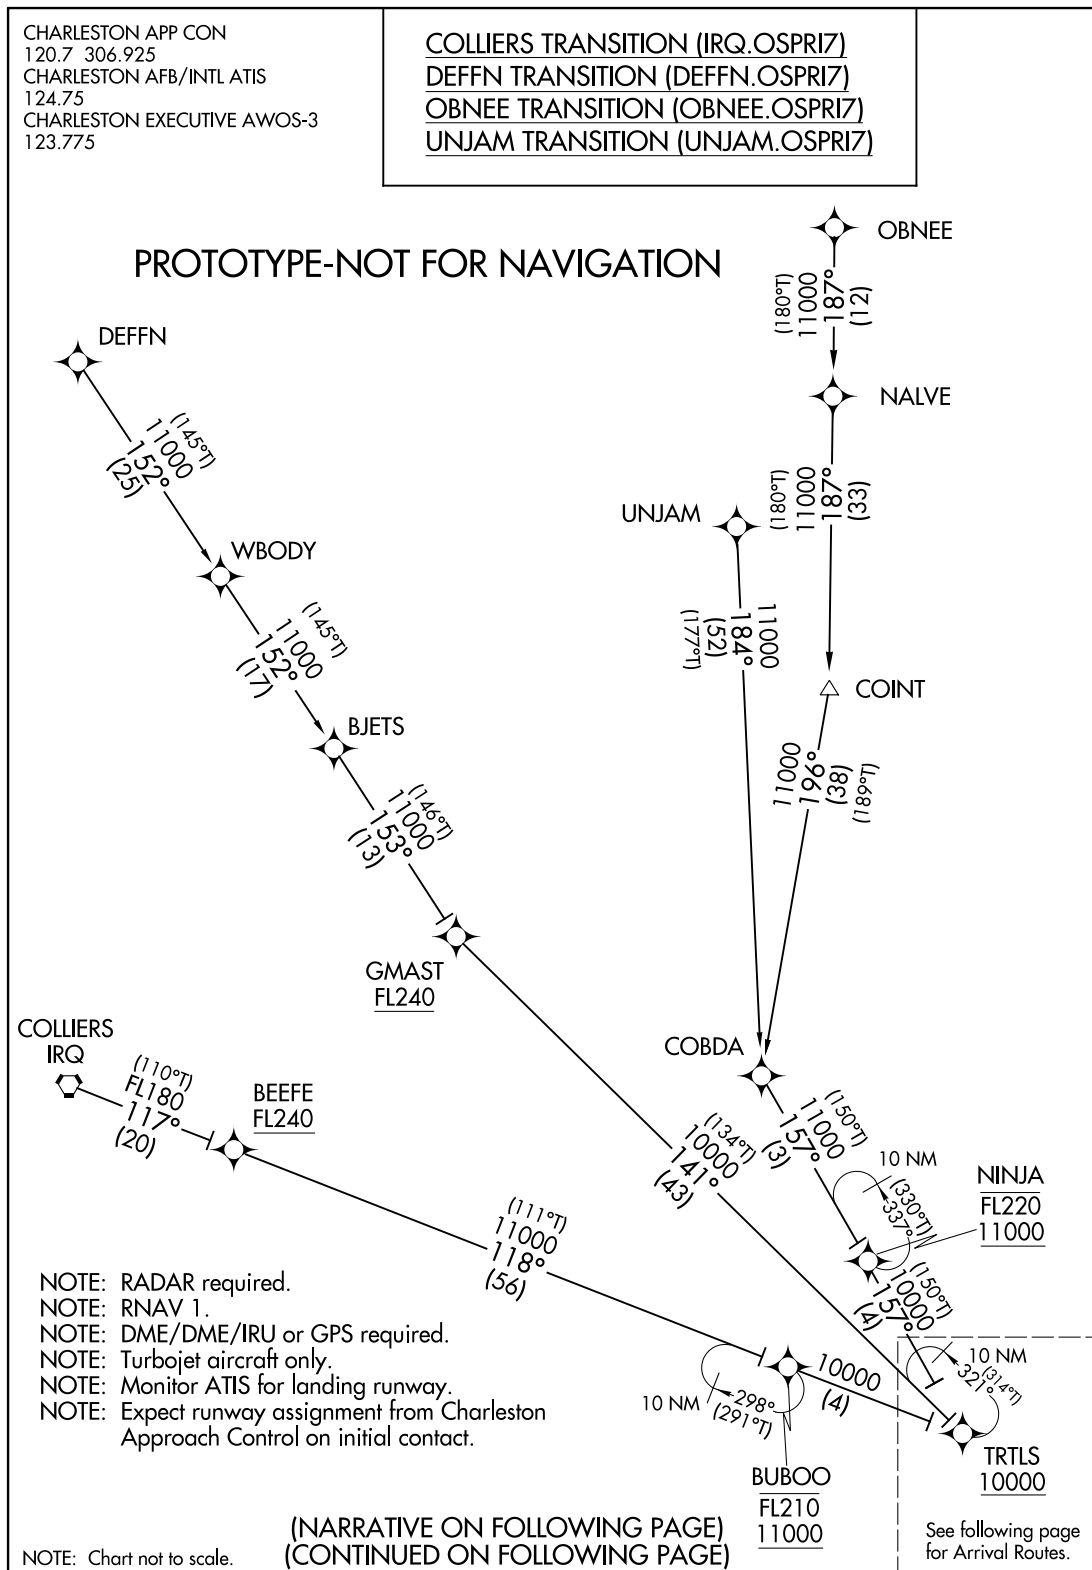 CHARLESTON APP CON
120.7 306.925
CHARLESTON AFB/INTL ATIS
124.75
CHARLESTON EXECUTIVE AWOS-3
123.775
COLLIERS TRANSITION (IRQ.OSPRI7)
DEFFN TRANSITION (DEFFN.OSPRI7)
OBNEE TRANSITION (OBNEE.OSPRI7)
UNJAM TRANSITION (UNJAM.OSPRI7)
PROTOTYPE-NOT FOR NAVIGATION
OBNEE
(180°T)
11000
187°
(12)
NALVE
(180°T)
11000
187°
(33)
DEFFN
(145°T)
11000
152°
(25)
WBODY
(145°T)
11000
152°
(17)
BJETS
(146°T)
11000
153°
(13)
GMAST
FL240
UNJAM
11000
184°
(52)
(177°T)
COINT
11000
196°
(38)
(189°T)
COBDA
(150°T)
11000
157°
(3)
COLLIERS
IRQ
(110°T)
FL180
117°
(20)
BEEFE
FL240
(134°T)
10000
141°
(43)
(111°T)
11000
118°
(56)
10 NM
(330°T)
337°
NINJA
FL220
11000
(150°T)
10000
157°
(4)
10 NM
(314°T)
321°
10000
(4)
10 NM
298°
(291°T)
BUBOO
FL210
11000
TRTLS
10000
NOTE: RADAR required.
NOTE: RNAV 1.
NOTE: DME/DME/IRU or GPS required.
NOTE: Turbojet aircraft only.
NOTE: Monitor ATIS for landing runway.
NOTE: Expect runway assignment from Charleston
Approach Control on initial contact.
(NARRATIVE ON FOLLOWING PAGE)
(CONTINUED ON FOLLOWING PAGE)
NOTE: Chart not to scale.
See following page
for Arrival Routes.